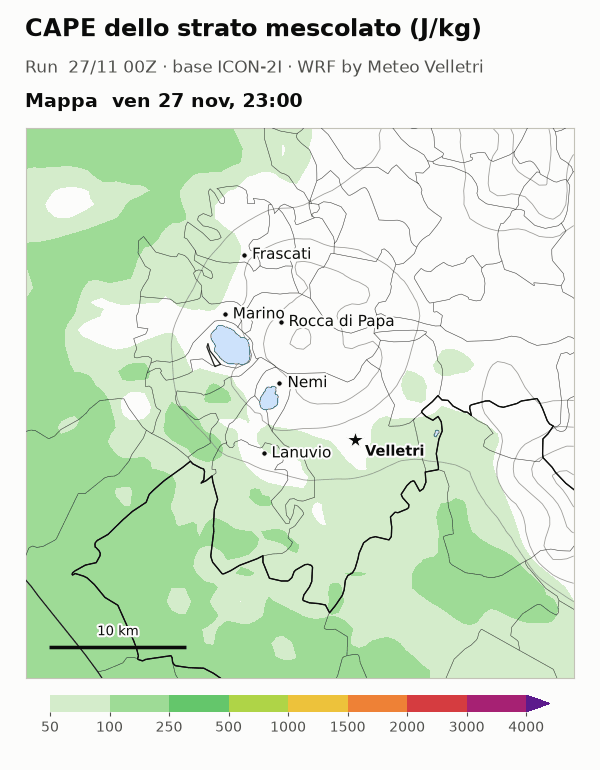 CAPE dello strato mescolato (J/kg)
Run  27/11 00Z · base ICON-2I · WRF by Meteo Velletri
Mappa  ven 27 nov, 23:00
Frascati
Marino
Rocca di Papa
Nemi
Velletri
Lanuvio
10 km
50 100 250 500 1000 1500 2000 3000 4000